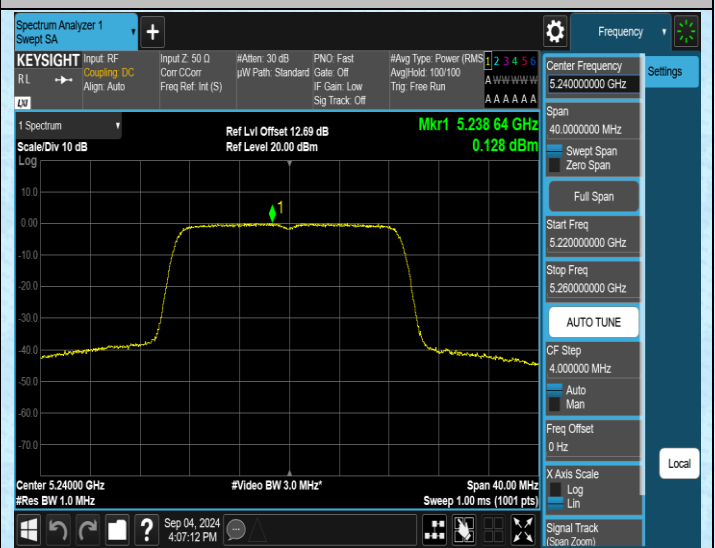 Spectrum Analyzer 1
Swept SA
Frequency
KEYSIGHT
RL
LXI
Input: RF
Coupling: DC
Align: Auto
Input Z: 50 Ω
Corr CCorr
Freq Ref: Int (S)
#Atten: 30 dB
µW Path: Standard
PNO: Fast
Gate: Off
IF Gain: Low
Sig Track: Off
#Avg Type: Power (RMS
Avg|Hold: 100/100
Trig: Free Run
1 2 3 4 5 6
A W W W W W
A A A A A A
1 Spectrum
Scale/Div 10 dB
Log
Ref Lvl Offset 12.69 dB
Ref Level 20.00 dBm
Mkr1 5.238 64 GHz
0.128 dBm
1
10.0
0.00
-10.0
-20.0
-30.0
-40.0
-50.0
-60.0
-70.0
Center 5.24000 GHz
#Res BW 1.0 MHz
#Video BW 3.0 MHz*
Span 40.00 MHz
Sweep 1.00 ms (1001 pts)
Sep 04, 2024
4:07:12 PM
?
Center Frequency
5.240000000 GHz
Settings
Span
40.0000000 MHz
Swept Span
Zero Span
Full Span
Start Freq
5.220000000 GHz
Stop Freq
5.260000000 GHz
AUTO TUNE
CF Step
4.000000 MHz
Auto
Man
Freq Offset
0 Hz
X Axis Scale
Log
Lin
Local
Signal Track
(Span Zoom)